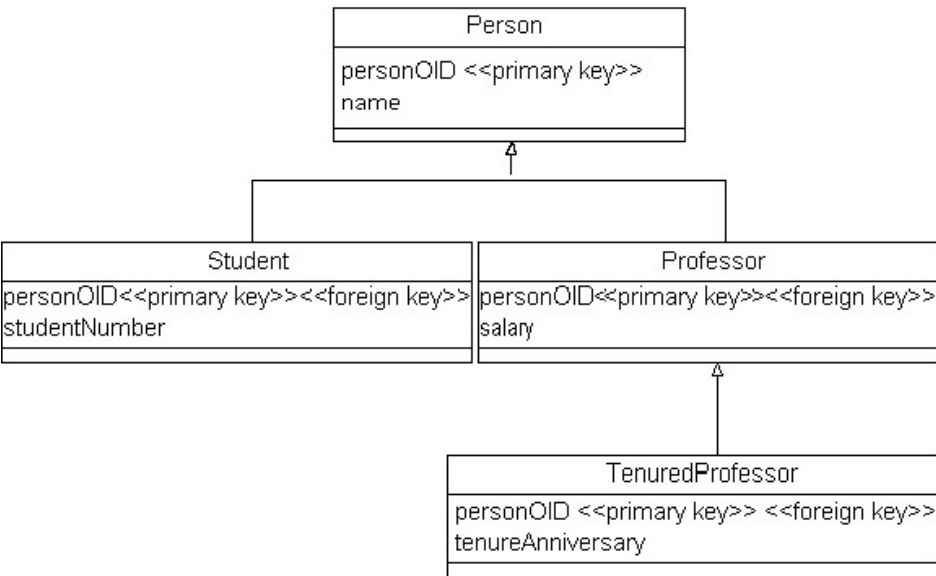 Person
personOID <<primary key>>
name
Student
personOID<<primary key>><<foreign key>>
studentNumber
Professor
personOID<<primary key>><<foreign key>>
salary
TenuredProfessor
personOID <<primary key>> <<foreign key>>
tenureAnniversary